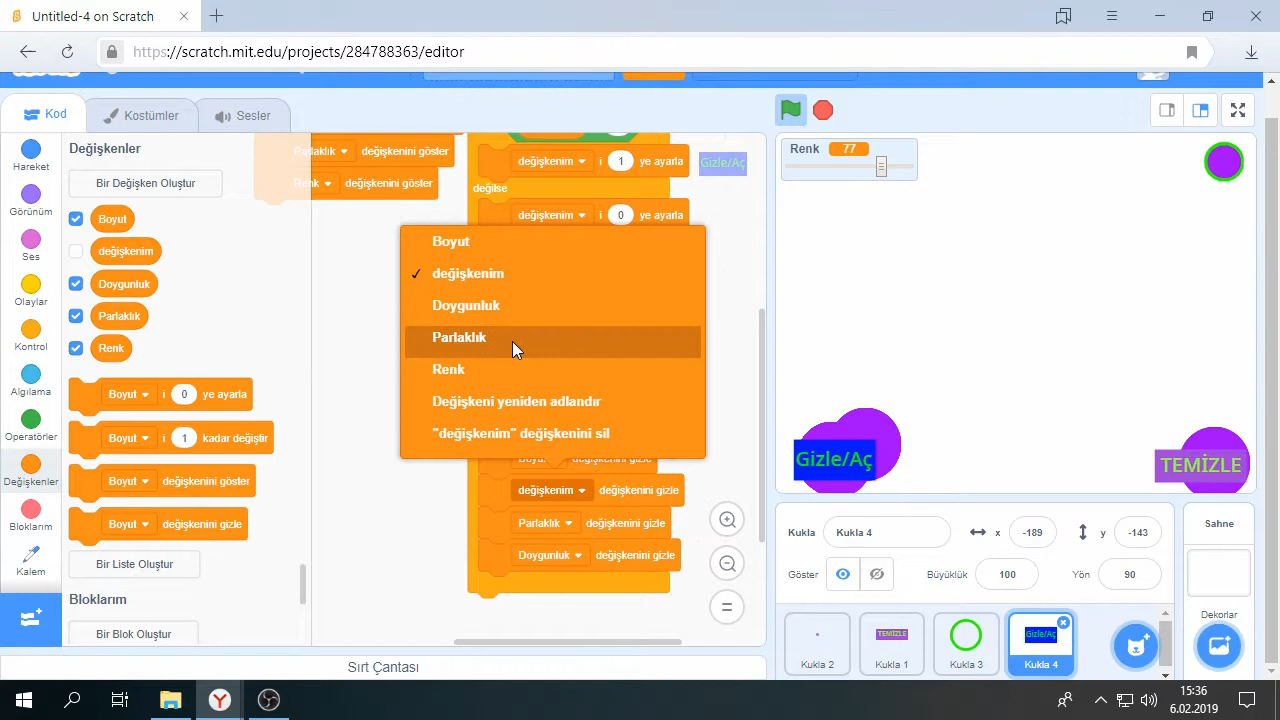 Untitled-4 on Scratch
https://scratch.mit.edu/projects/284788363/editor
Kod
Kostümler
Sesler
Hareket
Görünüm
Ses
Olaylar
Kontrol
Algılama
Operatörler
Değişkenler
Bloklarım
Kalem
Değişkenler
Bir Değişken Oluştur
Boyut
değişkenim
Doygunluk
Parlaklık
Renk
Boyut i 0 ye ayarla
Boyut i 1 kadar değiştir
Boyut değişkenini göster
Boyut değişkenini gizle
Bir Liste Oluştur
Bloklarım
Bir Blok Oluştur
Parlaklık değişkenini göster
Renk değişkenini göster
değişkenim i 1 ye ayarla
değilse
değişkenim i 0 ye ayarla
Gizle/Aç
Boyut
✓ değişkenim
Doygunluk
Parlaklık
Renk
Değişkeni yeniden adlandır
"değişkenim" değişkenini sil
Boyut değişkenini gizle
değişkenim değişkenini gizle
Parlaklık değişkenini gizle
Doygunluk değişkenini gizle
Sırt Çantası
Renk 77
Gizle/Aç
TEMİZLE
Kukla Kukla 4 x -189 y -143
Göster Büyüklük 100 Yön 90
TEMİZLE
Gizle/Aç
Kukla 2
Kukla 1
Kukla 3
Kukla 4
Sahne
Dekorlar
15:36
6.02.2019